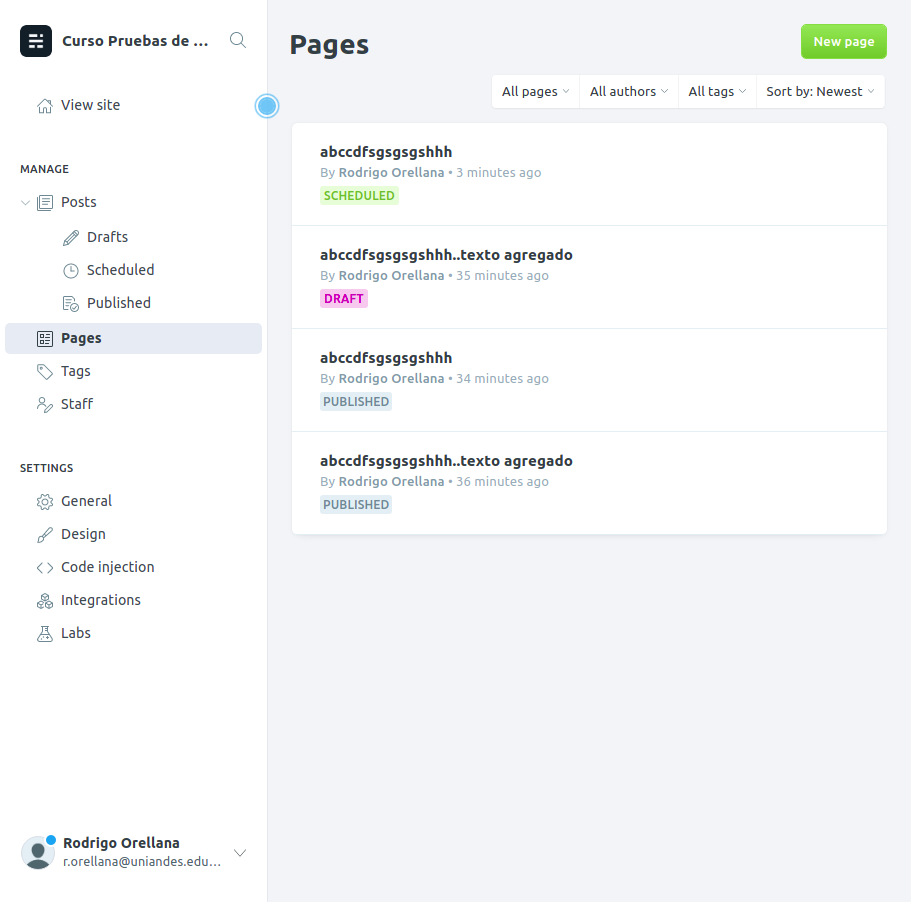 Curso Pruebas de ...
View site
MANAGE
Posts
Drafts
Scheduled
Published
Pages
Tags
Staff
SETTINGS
General
Design
Code injection
Integrations
Labs
Rodrigo Orellana
r.orellana@uniandes.edu...
Pages
New page
All pages
All authors
All tags
Sort by: Newest
abccdfsgsgsgshhh
By Rodrigo Orellana • 3 minutes ago
SCHEDULED
abccdfsgsgsgshhh..texto agregado
By Rodrigo Orellana • 35 minutes ago
DRAFT
abccdfsgsgsgshhh
By Rodrigo Orellana • 34 minutes ago
PUBLISHED
abccdfsgsgsgshhh..texto agregado
By Rodrigo Orellana • 36 minutes ago
PUBLISHED